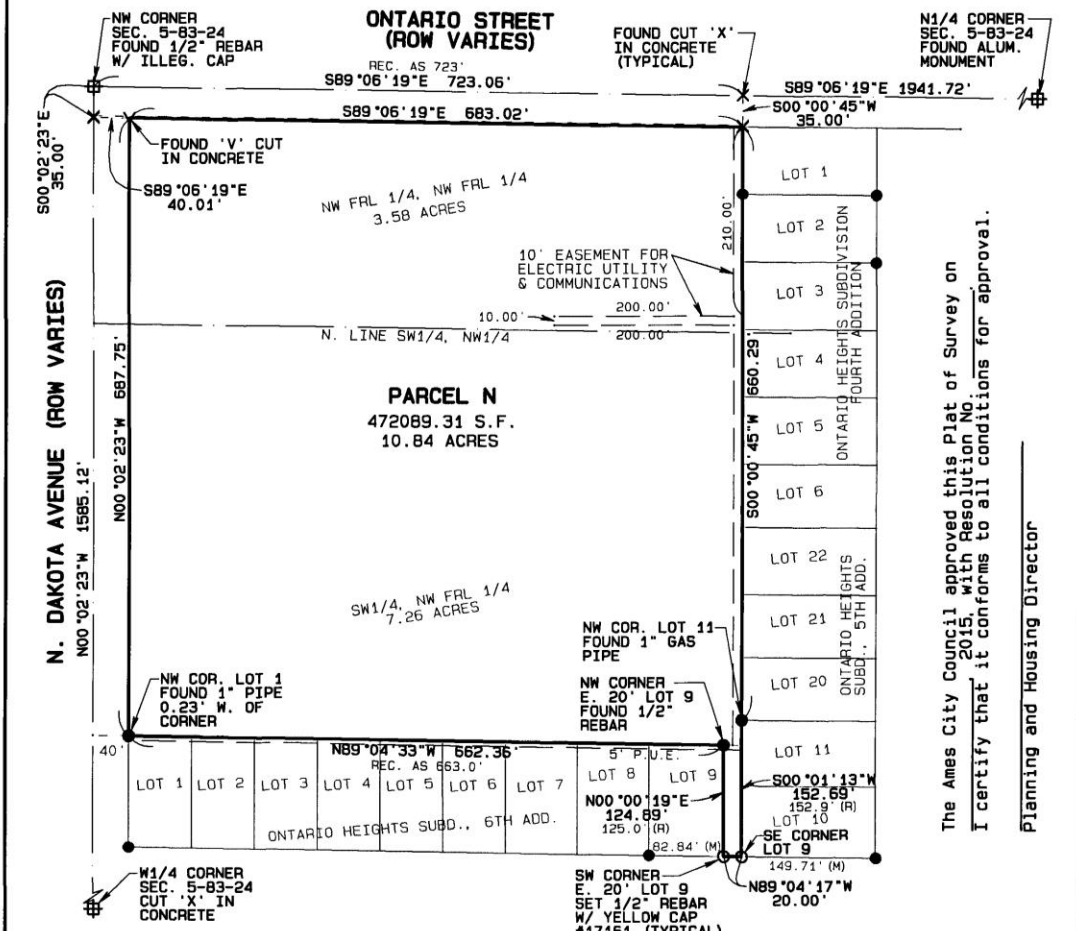 NW CORNER
SEC. 5-83-24
FOUND 1/2" REBAR
W/ ILLEG. CAP
ONTARIO STREET
(ROW VARIES)
FOUND CUT 'X'
IN CONCRETE
(TYPICAL)
N1/4 CORNER
SEC. 5-83-24
FOUND ALUM.
MONUMENT
REC. AS 723'
S89°06'19"E 723.06'
S89°06'19"E 1941.72'
S89°06'19"E 683.02'
S00°00'45"W
35.00'
S00°02'23"E
35.00'
FOUND 'V' CUT
IN CONCRETE
S89°06'19"E
40.01'
NW FRL 1/4, NW FRL 1/4
3.58 ACRES
210.00'
10' EASEMENT FOR
ELECTRIC UTILITY
& COMMUNICATIONS
10.00'
200.00'
200.00'
N. LINE SW1/4, NW1/4
LOT 1
LOT 2
LOT 3
LOT 4
LOT 5
LOT 6
LOT 22
LOT 21
LOT 20
LOT 11
LOT 10
ONTARIO HEIGHTS SUBDIVISION
FOURTH ADDITION
ONTARIO HEIGHTS
SUBD., 5TH ADD.
N. DAKOTA AVENUE (ROW VARIES)
N00°02'23"W 1585.12'
N00°02'23"W 687.75'
PARCEL N
472089.31 S.F.
10.84 ACRES
S00°00'45"W 660.29'
SW1/4, NW FRL 1/4
7.26 ACRES
NW COR. LOT 11
FOUND 1" GAS
PIPE
NW CORNER
E. 20' LOT 9
FOUND 1/2"
REBAR
NW COR. LOT 1
FOUND 1" PIPE
0.23' W. OF
CORNER
40'
N89°04'33"W 662.36'
REC. AS 663.0'
5' P.U.E.
LOT 1
LOT 2
LOT 3
LOT 4
LOT 5
LOT 6
LOT 7
LOT 8
LOT 9
ONTARIO HEIGHTS SUBD., 6TH ADD.
N00°00'19"E
124.89'
125.0' (R)
S00°01'13"W
152.69'
152.9' (R)
SE CORNER
LOT 9
82.84' (M)
149.71' (M)
N89°04'17"W
20.00'
W1/4 CORNER
SEC. 5-83-24
CUT 'X' IN
CONCRETE
SW CORNER
E. 20' LOT 9
SET 1/2" REBAR
W/ YELLOW CAP
#17161 (TYPICAL)
The Ames City Council approved this Plat of Survey on
2015, with Resolution No.
I certify that it conforms to all conditions for approval.
Planning and Housing Director